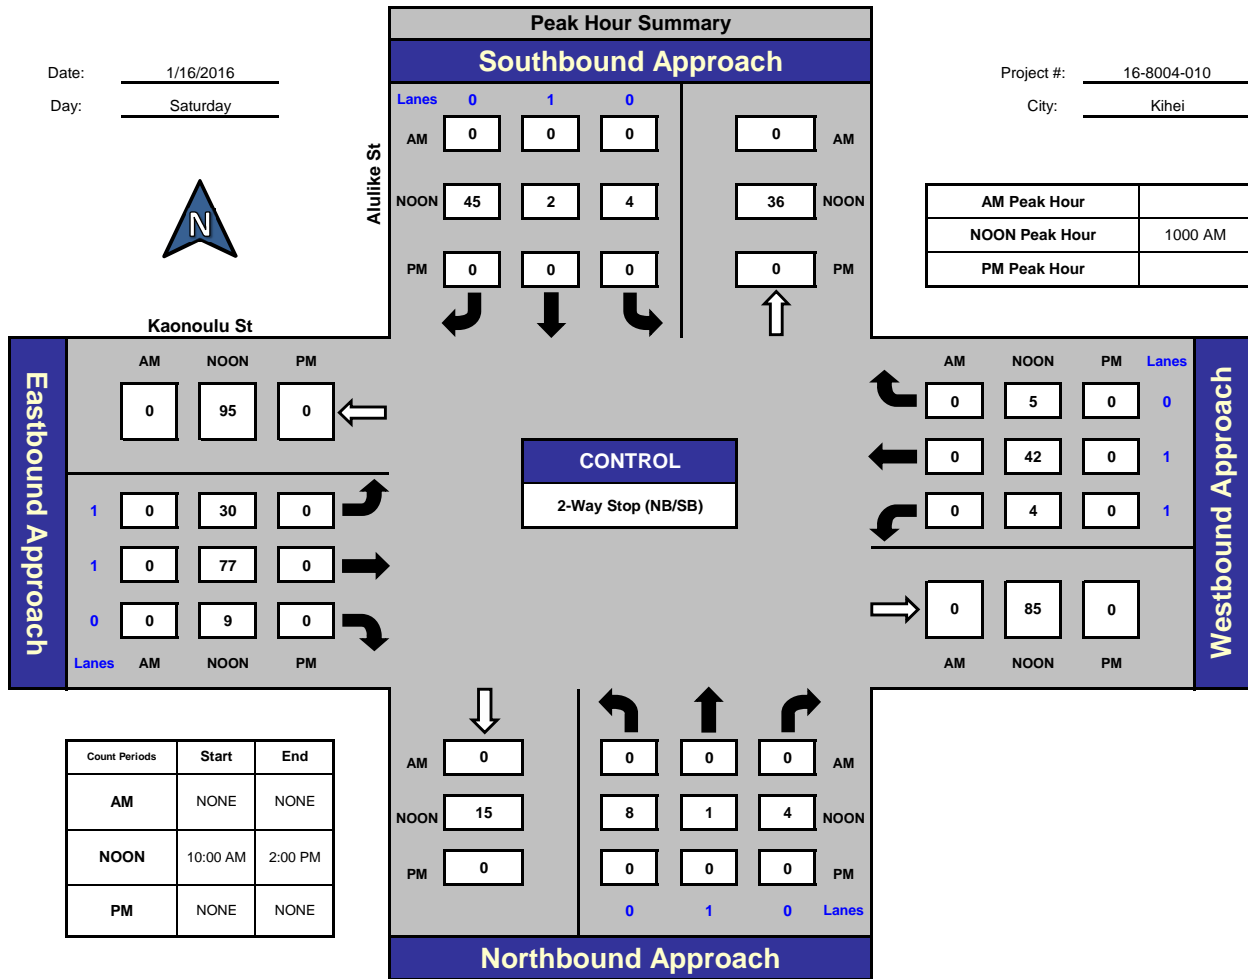 Peak Hour Summary
Southbound Approach
Date: 1/16/2016
Day: Saturday
Project #: 16-8004-010
City: Kihei
N
Alulike St
Lanes 0 1 0
AM 0 0 0 0 AM
NOON 45 2 4 36 NOON
PM 0 0 0 0 PM
AM Peak Hour
NOON Peak Hour 1000 AM
PM Peak Hour
Kaonoulu St
Eastbound Approach
AM NOON PM
0 95 0
1 0 30 0
1 0 77 0
0 0 9 0
Lanes AM NOON PM
CONTROL
2-Way Stop (NB/SB)
AM NOON PM Lanes
0 5 0 0
0 42 0 1
0 4 0 1
0 85 0
AM NOON PM
Westbound Approach
Count Periods Start End
AM NONE NONE
NOON 10:00 AM 2:00 PM
PM NONE NONE
AM 0 0 0 0 AM
NOON 15 8 1 4 NOON
PM 0 0 0 0 PM
0 1 0 Lanes
Northbound Approach